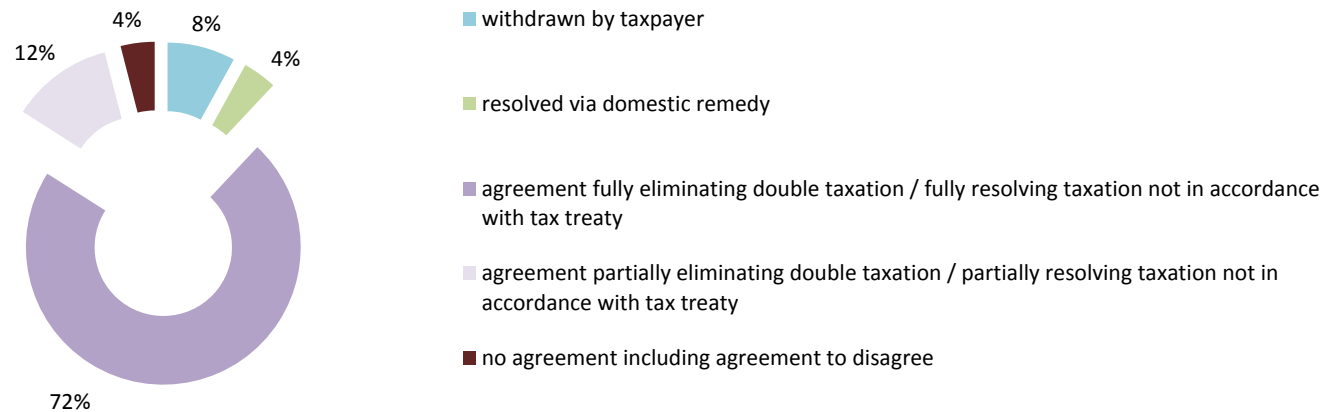 4%
8%
12%
4%
72%
withdrawn by taxpayer
resolved via domestic remedy
agreement fully eliminating double taxation / fully resolving taxation not in accordance
with tax treaty
agreement partially eliminating double taxation / partially resolving taxation not in
accordance with tax treaty
no agreement including agreement to disagree